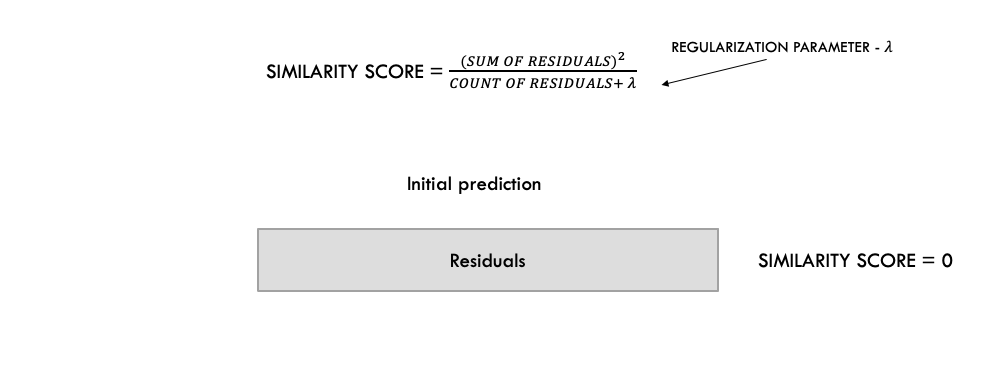 REGULARIZATION PARAMETER - λ
SIMILARITY SCORE = (SUM OF RESIDUALS)² / COUNT OF RESIDUALS+ λ
Initial prediction
Residuals
SIMILARITY SCORE = 0